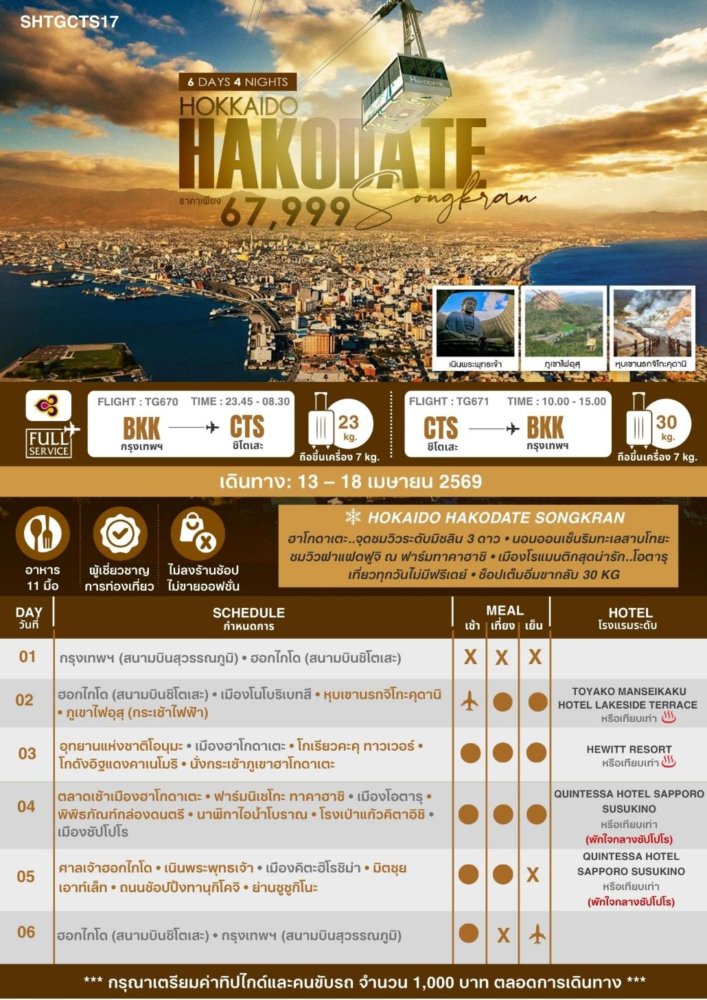 SHTGCTS17
6 DAYS 4 NIGHTS
HOKKAIDO
HAKODATE
ราคาเพียง 67,999 Songkran
HAKODATE
เนินพระพุทธเจ้า ภูเขาไฟอุสุ หุบเขานรกจิโกะคุดานิ
FLIGHT : TG670 TIME : 23.45 - 08.30
BKK CTS
กรุงเทพฯ ชิโตเสะ
23 kg.
ถือขึ้นเครื่อง 7 kg.
FLIGHT : TG671 TIME : 10.00 - 15.00
CTS BKK
ชิโตเสะ กรุงเทพฯ
30 kg.
ถือขึ้นเครื่อง 7 kg.
FULL
SERVICE
เดินทาง: 13 – 18 เมษายน 2569
อาหาร
11 มื้อ
ผู้เชี่ยวชาญ
การท่องเที่ยว
ไม่ลงร้านช้อป
ไม่ขายออฟชั่น
HOKAIDO HAKODATE SONGKRAN
ฮาโกดาเตะ..จุดชมวิวระดับมิชลิน 3 ดาว • นอนออนเซ็นริมทะเลสาบโทยะ
ชมวิวฟาแฝดฟูจิ ณ ฟาร์มทาคาฮาชิ • เมืองโรแมนติกสุดน่ารัก..โอตารุ
เที่ยวทุกวันไม่มีฟรีเดย์ • ช็อปเต็มอิ่มขากลับ 30 KG
DAY SCHEDULE MEAL HOTEL
วันที่ กำหนดการ เช้า เที่ยง เย็น โรงแรมระดับ
01 กรุงเทพฯ (สนามบินสุวรรณภูมิ) • ฮอกไกโด (สนามบินชิโตเสะ) X X X
02 ฮอกไกโด (สนามบินชิโตเสะ) • เมืองโนโบริเบทสึ • หุบเขานรกจิโกะคุดานิ
• ภูเขาไฟอุสุ (กระเช้าไฟฟ้า)
TOYAKO MANSEIKAKU
HOTEL LAKESIDE TERRACE
หรือเทียบเท่า
03 อุทยานแห่งชาติโอนุมะ • เมืองฮาโกดาเตะ • โกเรียวคะคุ ทาวเวอร์ •
โกดังอิฐแดงคาเนโมริ • นั่งกระเช้าภูเขาฮาโกดาเตะ
HEWITT RESORT
หรือเทียบเท่า
04 ตลาดเช้าเมืองฮาโกดาเตะ • ฟาร์มนิเซโกะ ทาคาฮาชิ • เมืองโอตารุ •
พิพิธภัณฑ์กล่องดนตรี • นาฬิกาไอน้ำโบราณ • โรงเป่าแก้วคิตาอิชิ •
เมืองซัปโปโร
QUINTESSA HOTEL SAPPORO
SUSUKINO
หรือเทียบเท่า
(พักใจกลางซัปโปโร)
05 ศาลเจ้าฮอกไกโด • เนินพระพุทธเจ้า • เมืองคิตะฮิโรชิม่า • มิตซุย
เอาท์เล็ท • ถนนช้อปปิ้งทานุกิโคจิ • ย่านซูซูกิโนะ X
QUINTESSA HOTEL
SAPPORO SUSUKINO
หรือเทียบเท่า
(พักใจกลางซัปโปโร)
06 ฮอกไกโด (สนามบินชิโตเสะ) • กรุงเทพฯ (สนามบินสุวรรณภูมิ) X
*** กรุณาเตรียมค่าทิปไกด์และคนขับรถ จำนวน 1,000 บาท ตลอดการเดินทาง ***